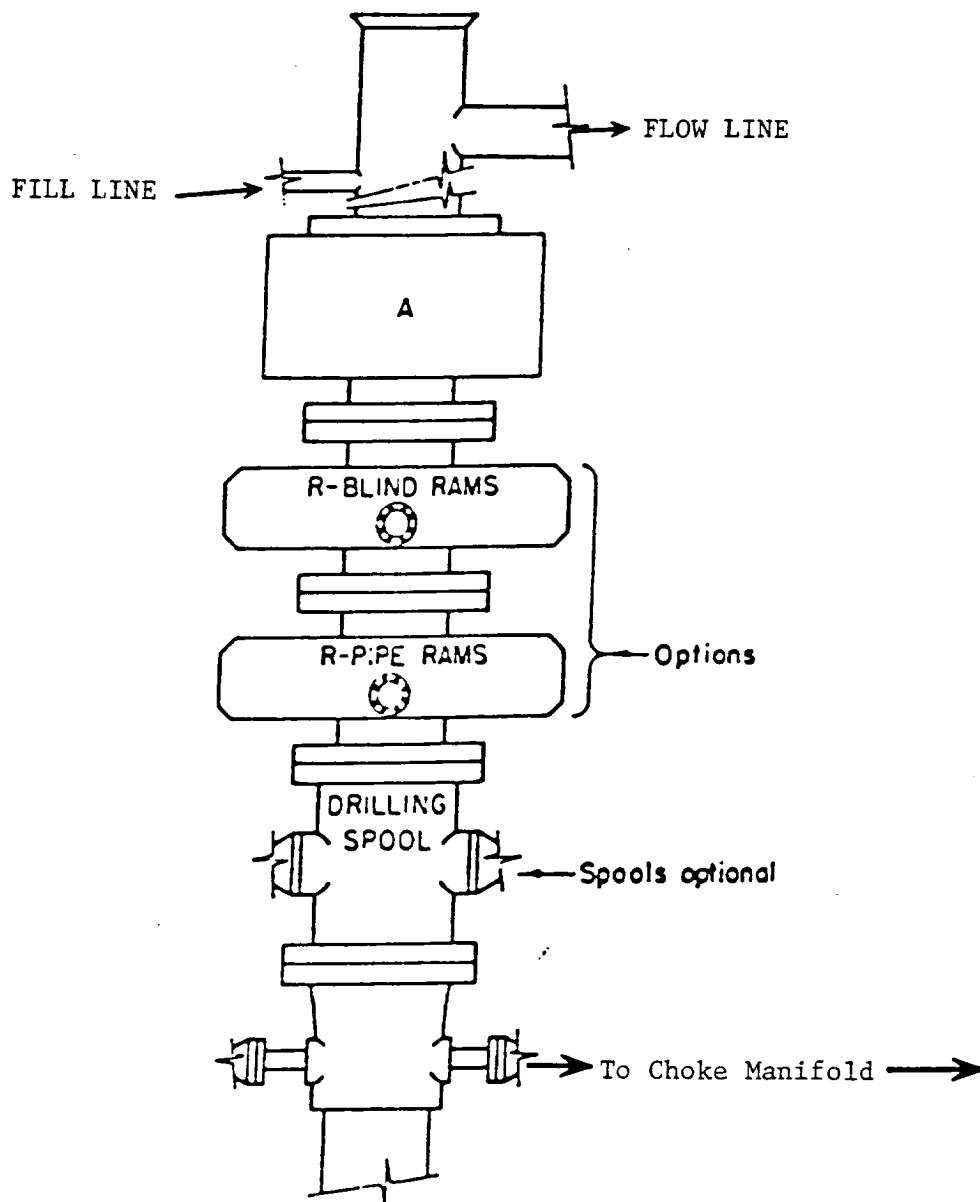 FLOW LINE
FILL LINE
A
R-BLIND RAMS
R-PIPE RAMS
Options
DRILLING
SPOOL
Spools optional
To Choke Manifold